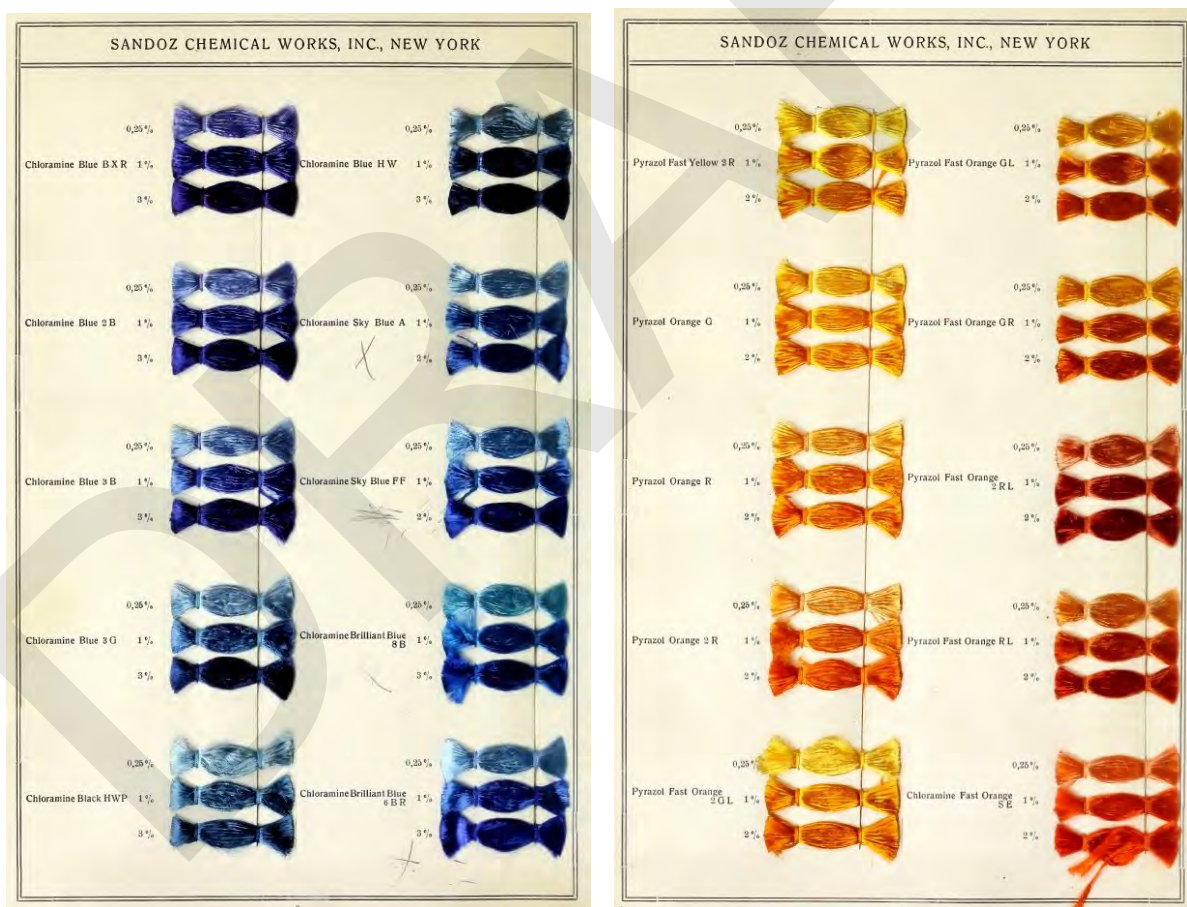 SANDOZ CHEMICAL WORKS, INC., NEW YORK
0,25%
Chloramine Blue B X R 1%
3%
0,25%
Chloramine Blue 2 B 1%
3%
0,25%
Chloramine Blue 3 B 1%
3%
0,25%
Chloramine Blue 3 G 1%
3%
0,25%
Chloramine Black HWP 1%
3%
0,25%
Chloramine Blue H W 1%
3%
0,25%
Chloramine Sky Blue A 1%
2%
0,25%
Chloramine Sky Blue FF 1%
2%
0,25%
Chloramine Brilliant Blue 1%
8 B
3%
0,25%
Chloramine Brilliant Blue 1%
6 B R
3%
SANDOZ CHEMICAL WORKS, INC., NEW YORK
0,25%
Pyrazol Fast Yellow 2 R 1%
2%
0,25%
Pyrazol Orange G 1%
2%
0,25%
Pyrazol Orange R 1%
2%
0,25%
Pyrazol Orange 2 R 1%
2%
0,25%
Pyrazol Fast Orange 1%
2 G L
2%
0,25%
Pyrazol Fast Orange G L 1%
2%
0,25%
Pyrazol Fast Orange G R 1%
2%
0,25%
Pyrazol Fast Orange 1%
2 R L
2%
0,25%
Pyrazol Fast Orange R L 1%
2%
0,25%
Chloramine Fast Orange 1%
S E
2%
DRA